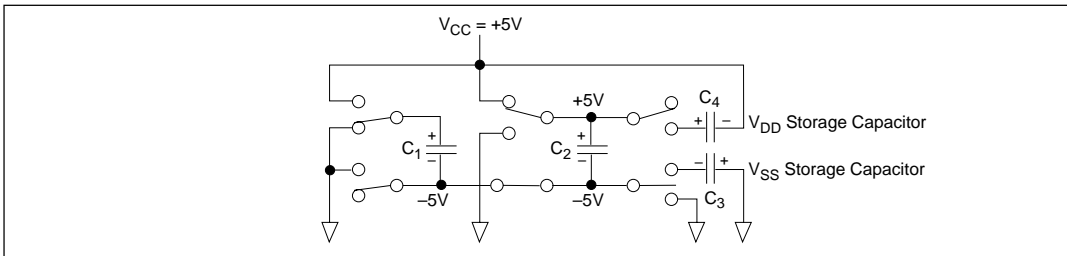 VCC = +5V
+5V
C4
+ −
VDD Storage Capacitor
+
C1
−
+
C2
−
− +
VSS Storage Capacitor
C3
–5V
–5V